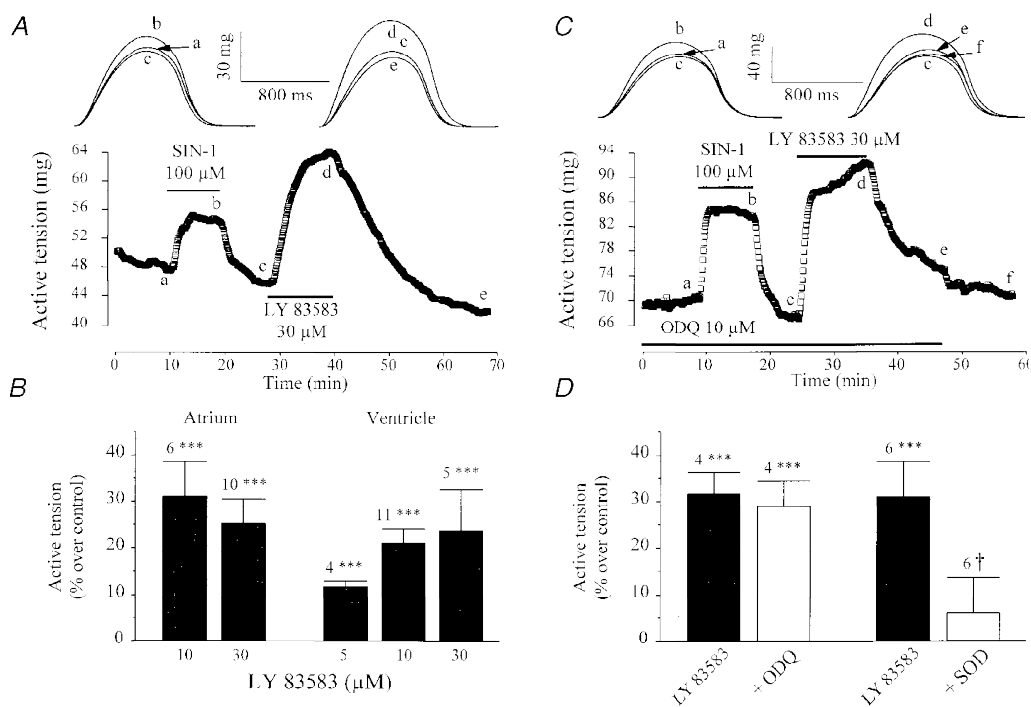 A
b
a
c
30 mg
800 ms
d
c
e
Active tension (mg)
64
60
56
52
48
44
40
SIN-1
100 µM
a
b
c
d
e
LY 83583
30 µM
0
10
20
30
40
50
60
70
Time (min)
C
b
a
c
40 mg
800 ms
d
e
f
c
Active tension (mg)
94
90
86
82
78
74
70
66
SIN-1
100 µM
LY 83583 30 µM
a
b
c
d
e
f
ODQ 10 µM
0
10
20
30
40
50
60
Time (min)
B
Atrium
Ventricle
Active tension
(% over control)
40
30
20
10
0
6 ***
10 ***
4 ***
11 ***
5 ***
10
30
5
10
30
LY 83583 (µM)
D
Active tension
(% over control)
40
30
20
10
0
4 ***
4 ***
6 ***
6 †
LY 83583
+ ODQ
LY 83583
+ SOD